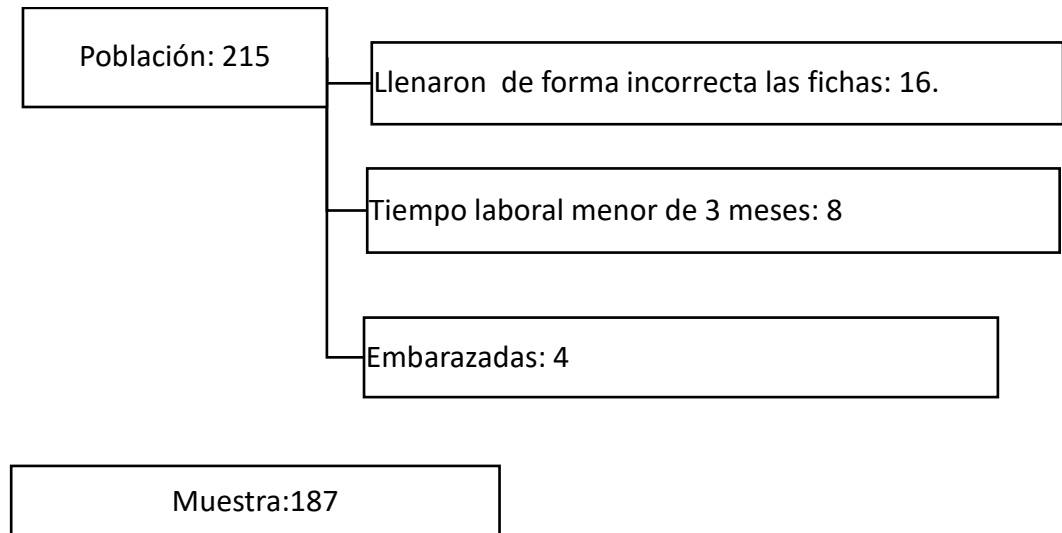 Población: 215
Llenaron de forma incorrecta las fichas: 16.
Tiempo laboral menor de 3 meses: 8
Embarazadas: 4
Muestra:187